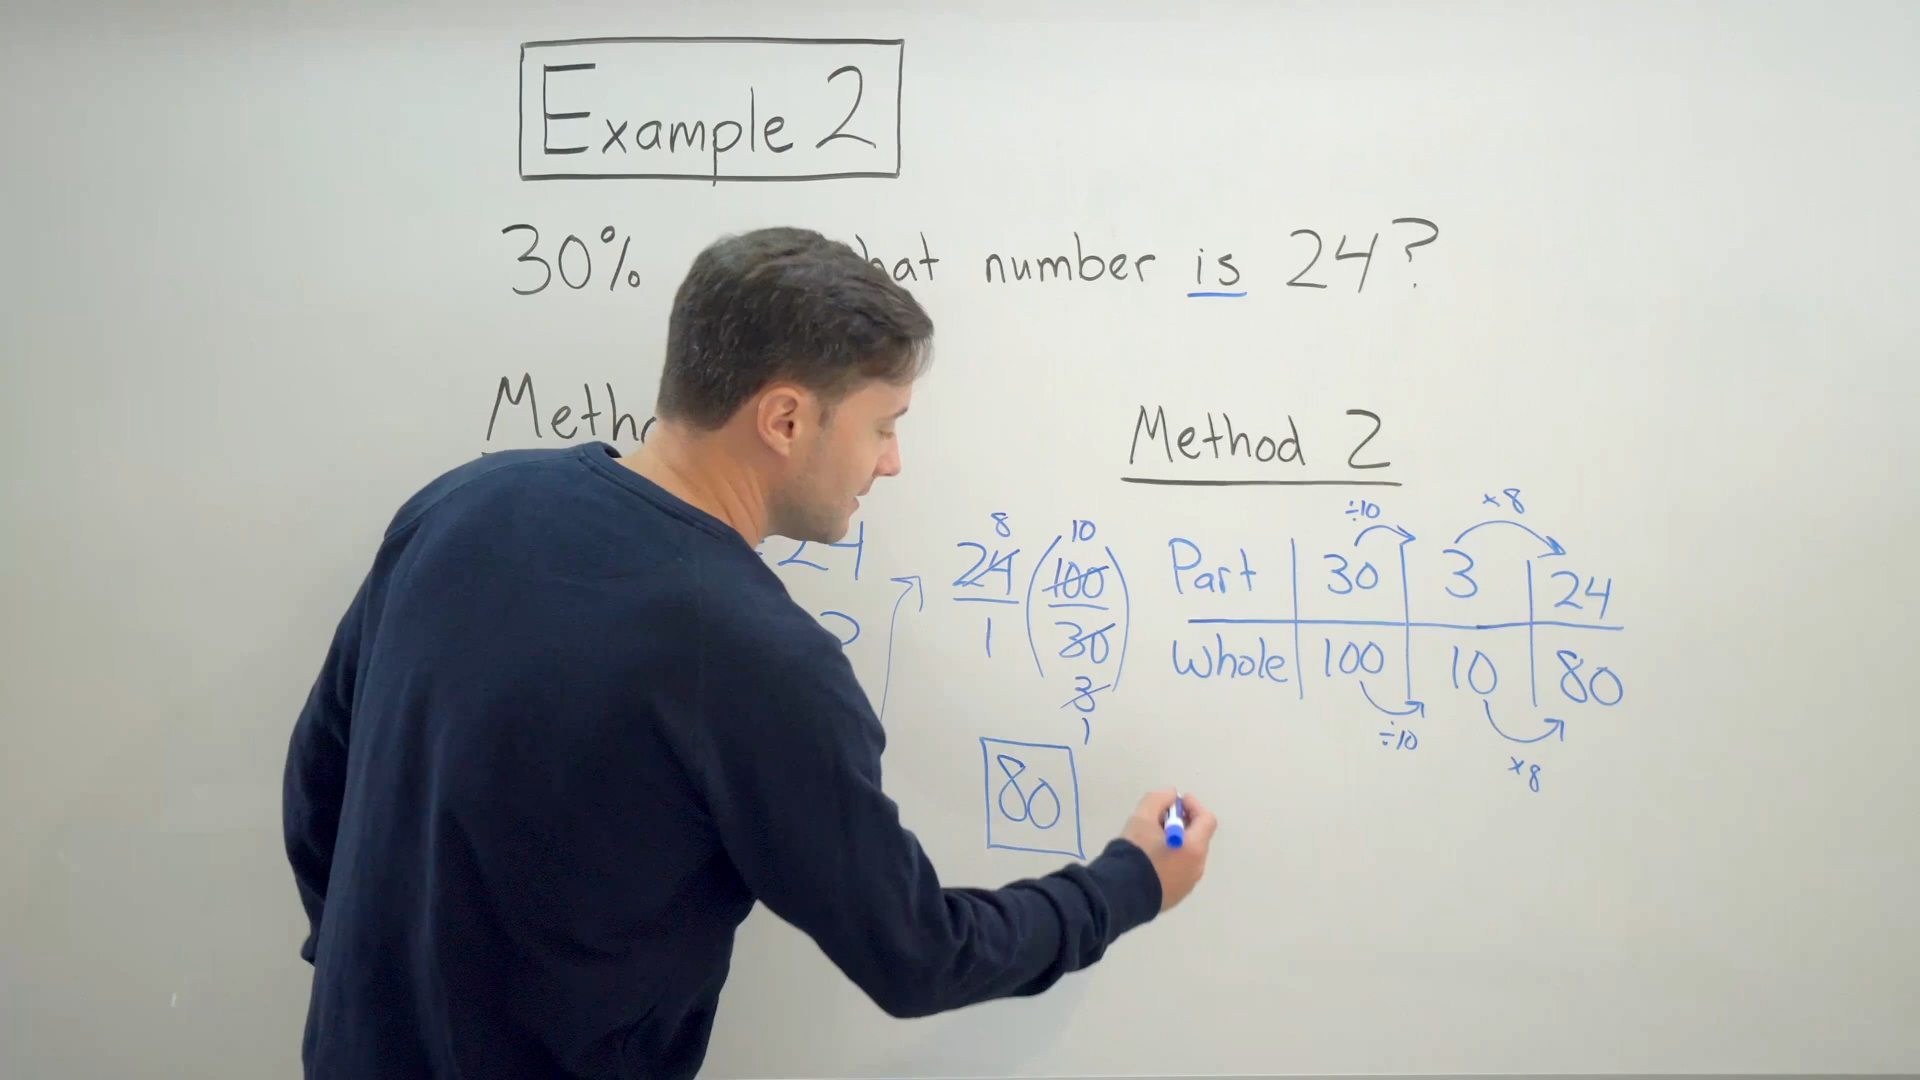 Example 2
30% hat number is 24?
Meth
Method 2
= 24
8 10
24 ( 100 )
1 30
3
1
80
÷10 ×8
Part 30 3 24
Whole 100 10 80
÷10
×8